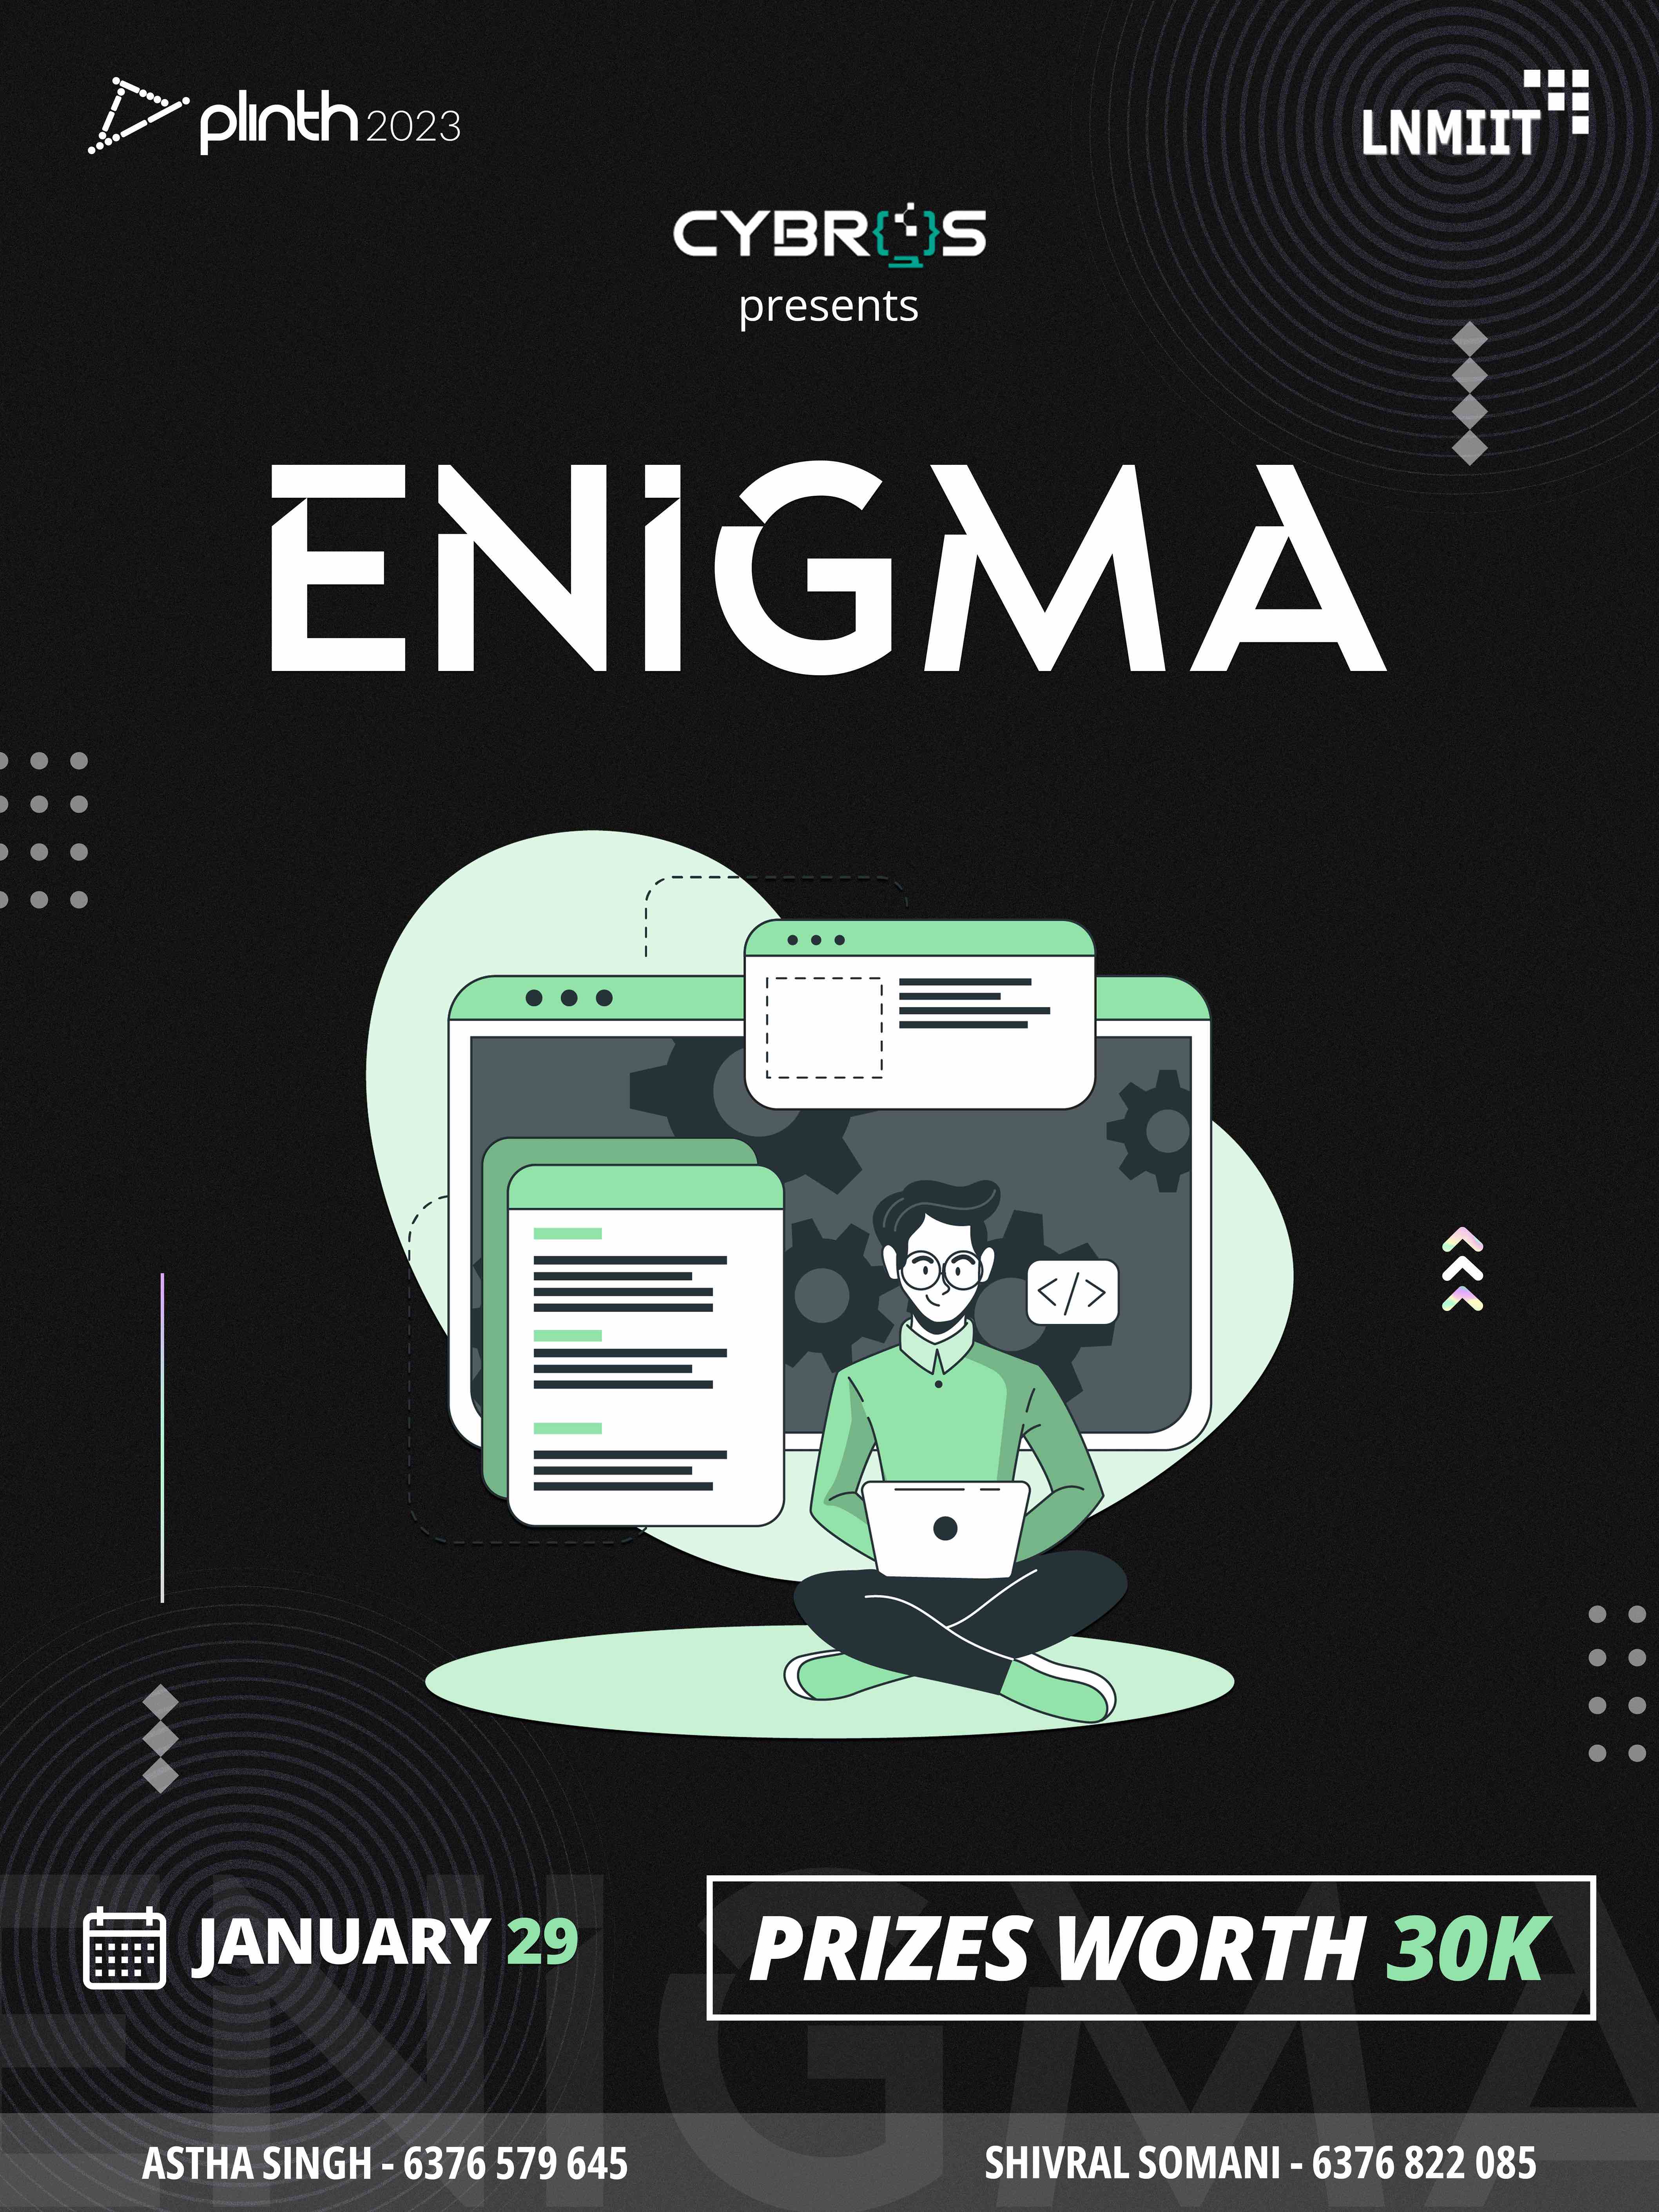 plinth 2023
LNMIIT
CYBROS
presents
ENIGMA
</>
JANUARY 29
PRIZES WORTH 30K
ENIGMA
ASTHA SINGH - 6376 579 645
SHIVRAL SOMANI - 6376 822 085